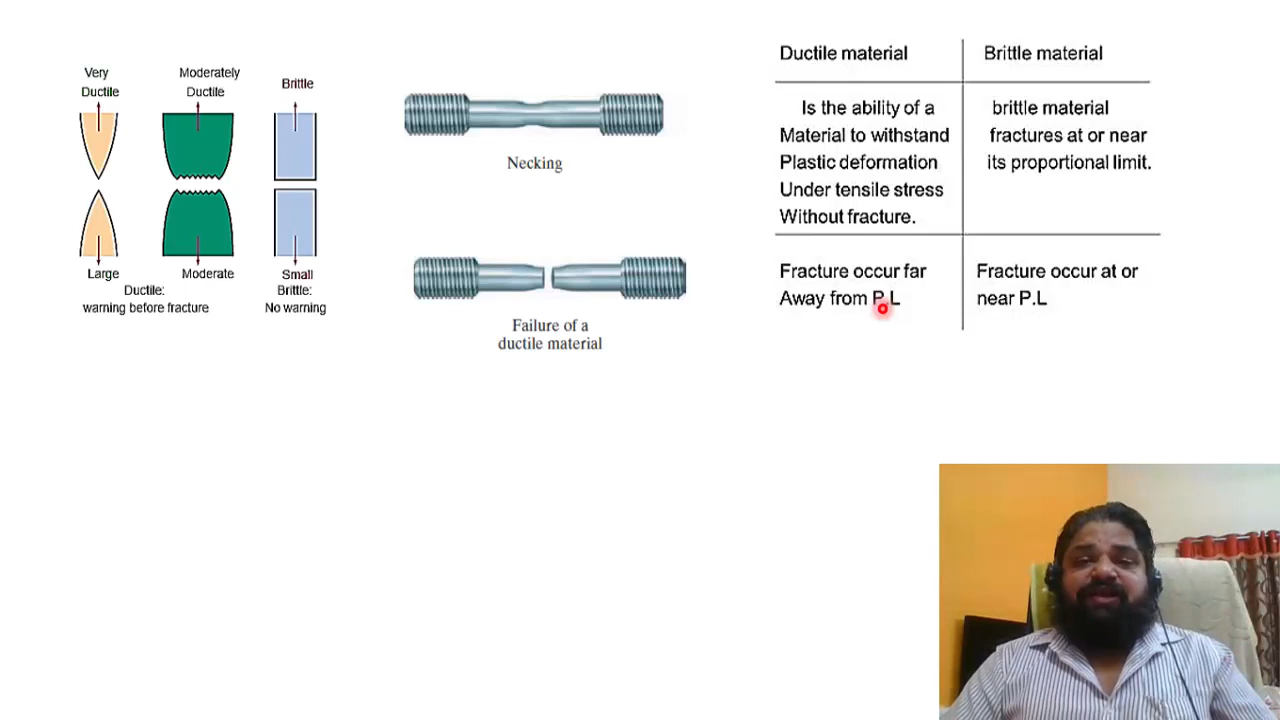 Very
Ductile
Moderately
Ductile
Brittle
Large
Moderate
Small
Ductile:
warning before fracture
Brittle:
No warning
Necking
Failure of a
ductile material
Ductile material
Brittle material
Is the ability of a
Material to withstand
Plastic deformation
Under tensile stress
Without fracture.
brittle material
fractures at or near
its proportional limit.
Fracture occur far
Away from P.L
Fracture occur at or
near P.L